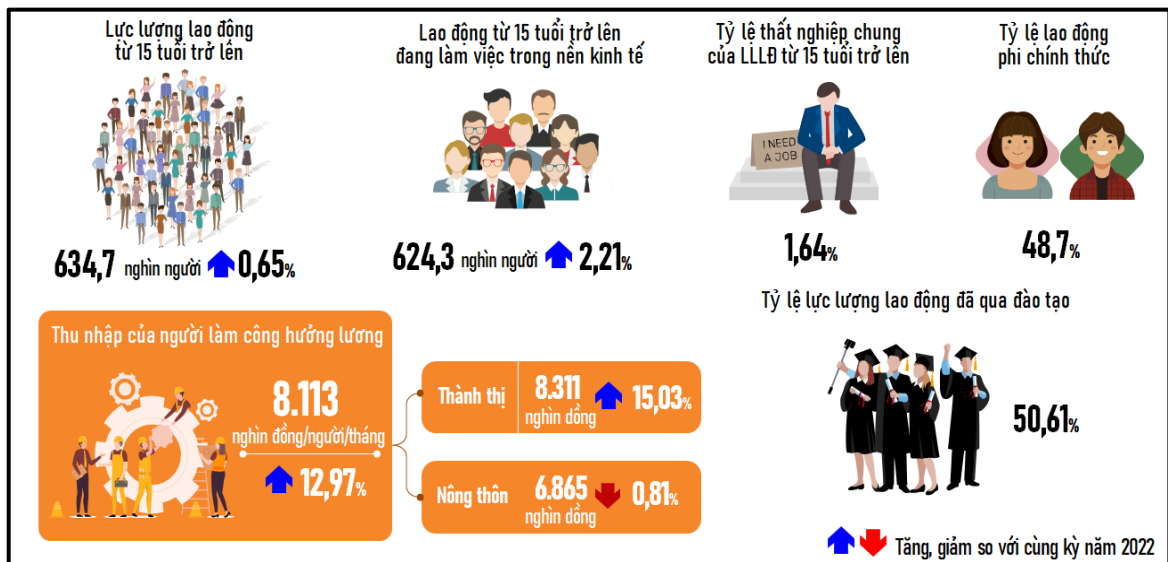 Lực lượng lao động
từ 15 tuổi trở lên
634,7 nghìn người 0,65%
Lao động từ 15 tuổi trở lên
đang làm việc trong nền kinh tế
624,3 nghìn người 2,21%
Tỷ lệ thất nghiệp chung
của LLLĐ từ 15 tuổi trở lên
I NEED
A JOB
1,64%
Tỷ lệ lao động
phi chính thức
48,7%
Thu nhập của người làm công hưởng lương
8.113
nghìn đồng/người/tháng
12,97%
Thành thị
8.311
nghìn đồng
15,03%
Nông thôn
6.865
nghìn đồng
0,81%
Tỷ lệ lực lượng lao động đã qua đào tạo
50,61%
Tăng, giảm so với cùng kỳ năm 2022